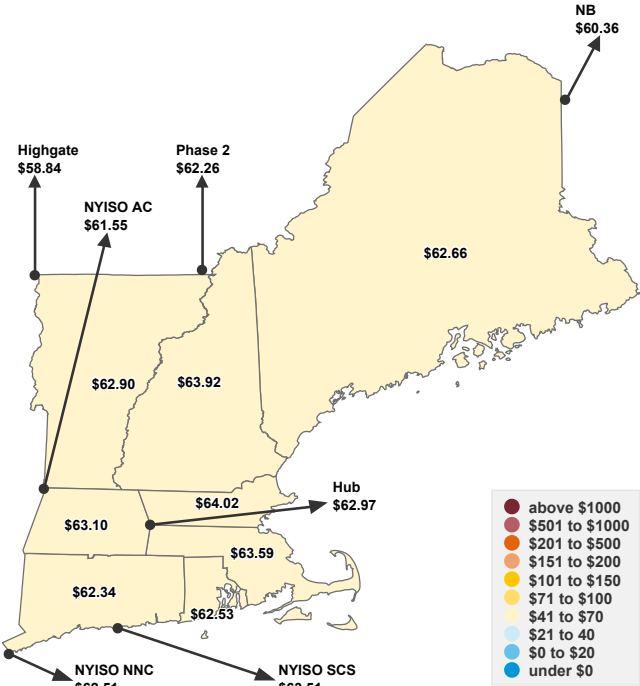 NB
$60.36
Highgate
$58.84
Phase 2
$62.26
NYISO AC
$61.55
$62.66
$62.90
$63.92
Hub
$62.97
$64.02
$63.10
$63.59
$62.34
$62.53
NYISO NNC
NYISO SCS
above $1000
$501 to $1000
$201 to $500
$151 to $200
$101 to $150
$71 to $100
$41 to $70
$21 to 40
$0 to $20
under $0